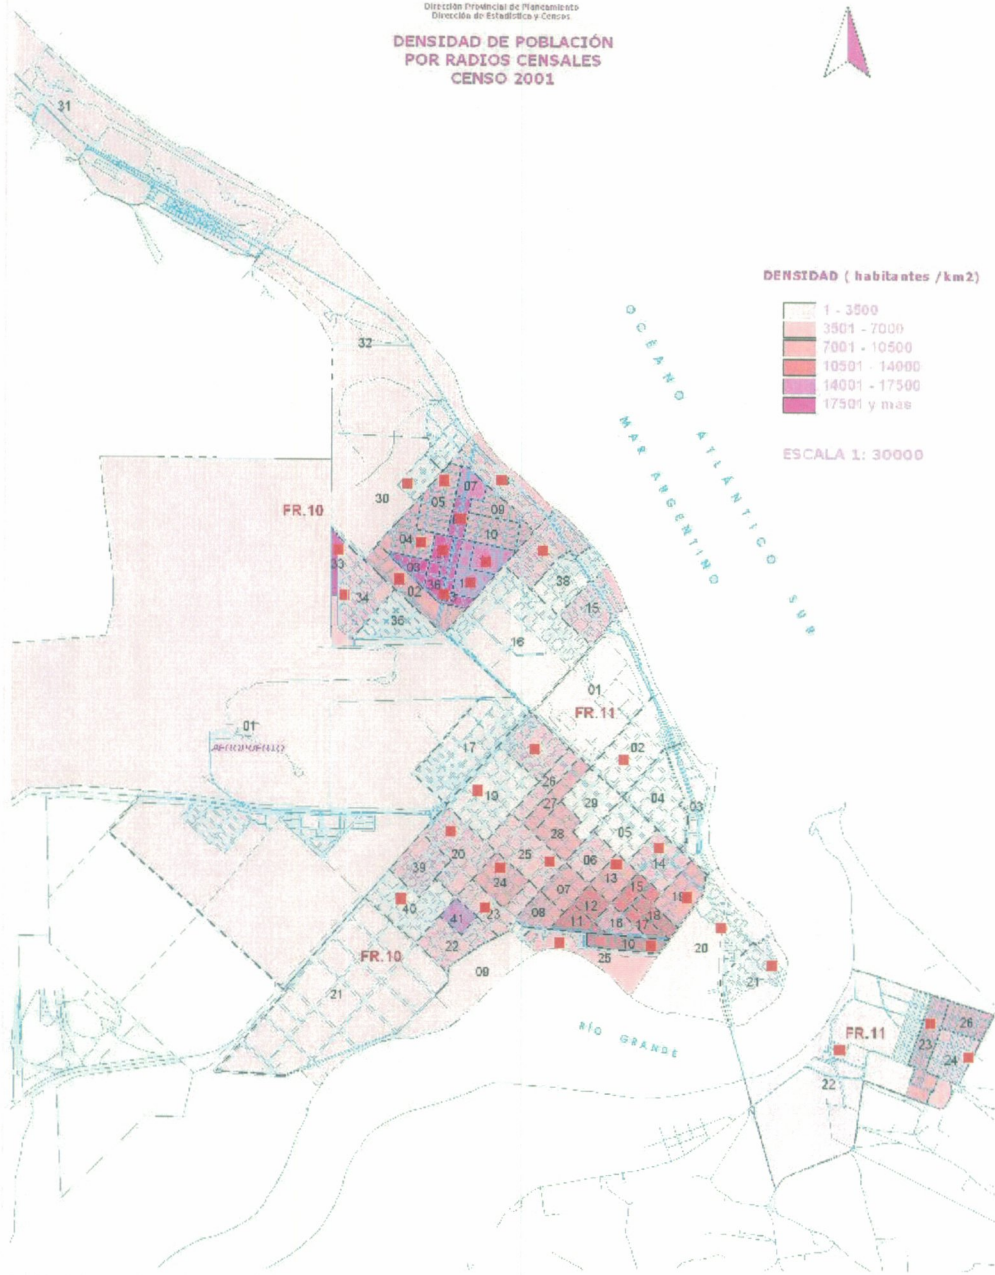 Dirección Provincial de Planeamiento
Dirección de Estadística y Censos
DENSIDAD DE POBLACIÓN
POR RADIOS CENSALES
CENSO 2001
31
DENSIDAD ( habitantes /km2)
1 - 3500
3501 - 7000
7001 - 10500
10501 - 14000
14001 - 17500
17501 y mas
ESCALA 1: 30000
OCÉANO ATLÁNTICO SUR
MAR ARGENTINO
32
30
07
05
09
FR.10
10
04
33
03
38
02
34
36
38
15
16
01
FR.11
01
AEROPUERTO
17
02
26
19
27
29
04
03
28
05
20
25
06
14
39
24
13
07
15
19
40
41
23
08
12
11
16
17
18
22
10
20
FR.10
09
25
21
21
RÍO GRANDE
FR.11
26
23
24
22